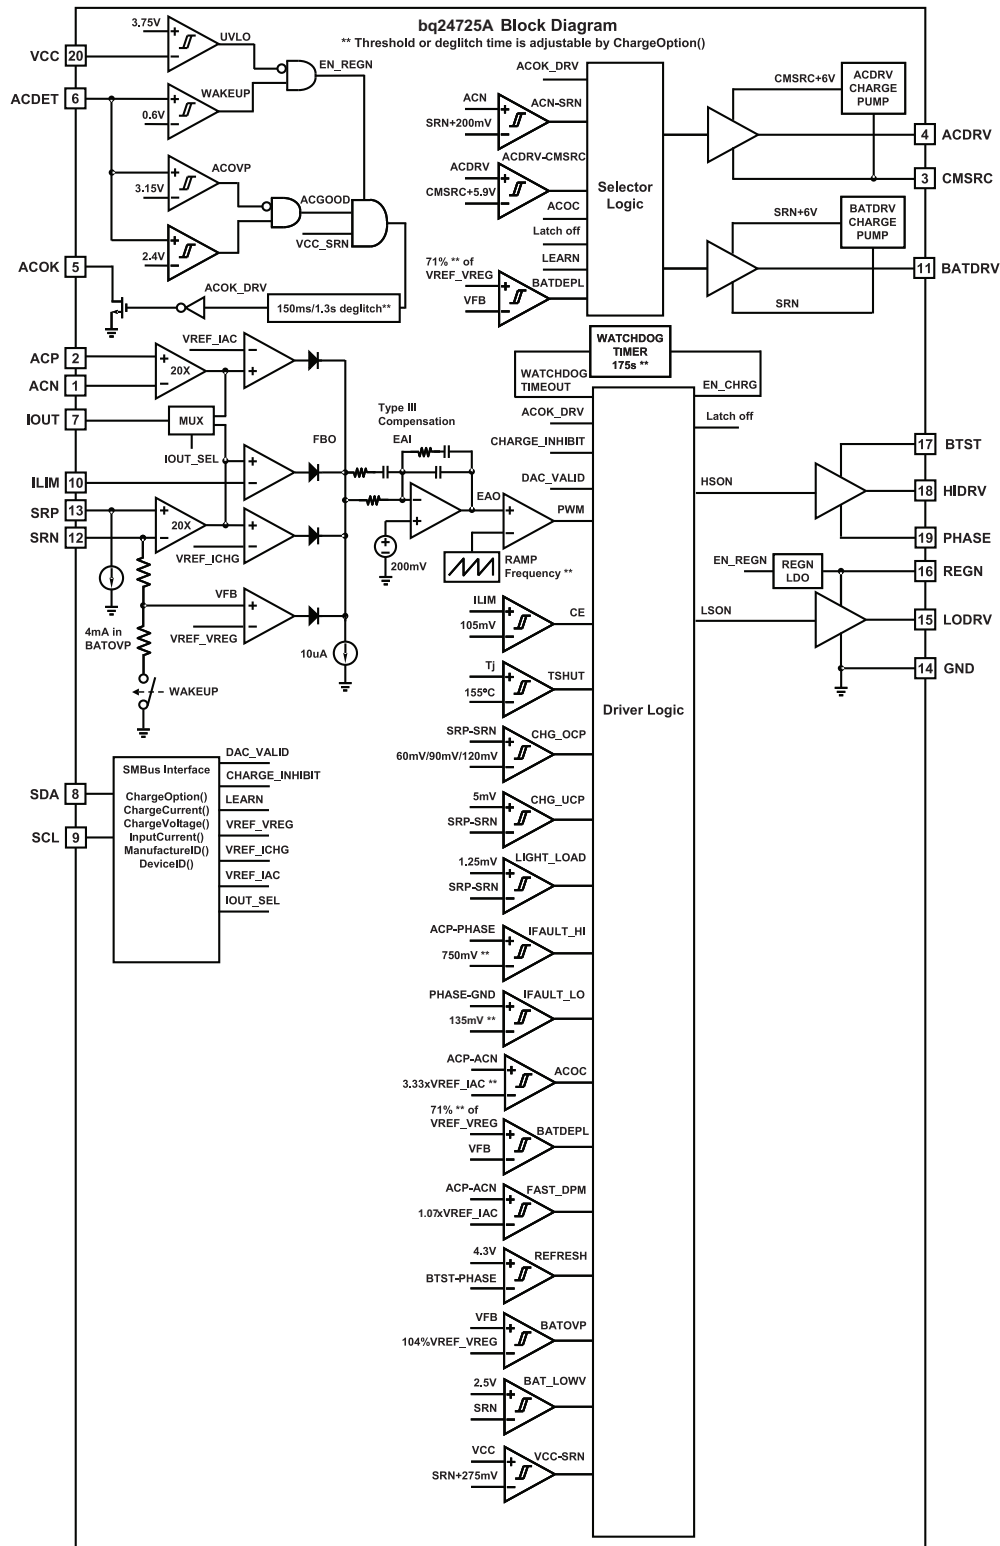 bq24725A Block Diagram
** Threshold or deglitch time is adjustable by ChargeOption()
3.75V
UVLO
VCC 20
EN_REGN
ACDET 6
WAKEUP
0.6V
ACOVP
3.15V
ACGOOD
VCC_SRN
2.4V
ACOK 5
ACOK_DRV
150ms/1.3s deglitch**
ACOK_DRV
ACN
ACN-SRN
SRN+200mV
ACDRV-CMSRC
ACDRV
CMSRC+5.9V
ACOC
Latch off
LEARN
71% ** of
VREF_VREG
BATDEPL
VFB
Selector
Logic
CMSRC+6V
ACDRV
CHARGE
PUMP
4 ACDRV
3 CMSRC
SRN+6V
BATDRV
CHARGE
PUMP
11 BATDRV
SRN
VREF_IAC
ACP 2
20X
ACN 1
IOUT 7
MUX
IOUT_SEL
FBO
ILIM 10
SRP 13
20X
SRN 12
VREF_ICHG
VFB
4mA in
BATOVP
VREF_VREG
10uA
WAKEUP
Type III
Compensation
EAI
EAO
200mV
PWM
RAMP
Frequency **
WATCHDOG
TIMER
175s **
WATCHDOG
TIMEOUT
EN_CHRG
ACOK_DRV
Latch off
CHARGE_INHIBIT
DAC_VALID
17 BTST
HSON
18 HIDRV
19 PHASE
EN_REGN
REGN
LDO
16 REGN
LSON
15 LODRV
14 GND
Driver Logic
ILIM
CE
105mV
Tj
TSHUT
155ºC
SRP-SRN
CHG_OCP
60mV/90mV/120mV
5mV
CHG_UCP
SRP-SRN
1.25mV
LIGHT_LOAD
SRP-SRN
ACP-PHASE
IFAULT_HI
750mV **
PHASE-GND
IFAULT_LO
135mV **
ACP-ACN
ACOC
3.33xVREF_IAC **
71% ** of
VREF_VREG
BATDEPL
VFB
ACP-ACN
FAST_DPM
1.07xVREF_IAC
4.3V
REFRESH
BTST-PHASE
VFB
BATOVP
104%VREF_VREG
2.5V
BAT_LOWV
SRN
VCC
VCC-SRN
SRN+275mV
SDA 8
SCL 9
SMBus Interface
ChargeOption()
ChargeCurrent()
ChargeVoltage()
InputCurrent()
ManufactureID()
DeviceID()
DAC_VALID
CHARGE_INHIBIT
LEARN
VREF_VREG
VREF_ICHG
VREF_IAC
IOUT_SEL